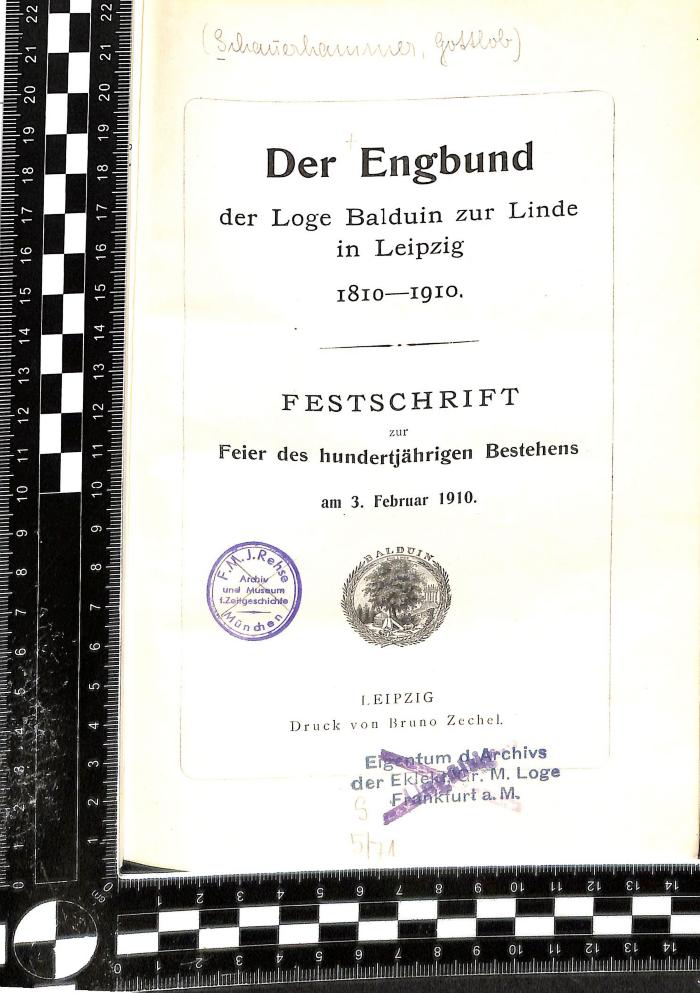 (Schauerhammer, Gottlob)
Der Engbund
der Loge Balduin zur Linde
in Leipzig
1810—1910.
FESTSCHRIFT
zur
Feier des hundertjährigen Bestehens
am 3. Februar 1910.
F. M. J. Rehse
Archiv
und Museum
f. Zeitgeschichte
München
BALDUIN
LEIPZIG
Druck von Bruno Zechel.
Eigentum d. Archivs
der Eklekt. Fr. M. Loge
Frankfurt a. M.
5/71